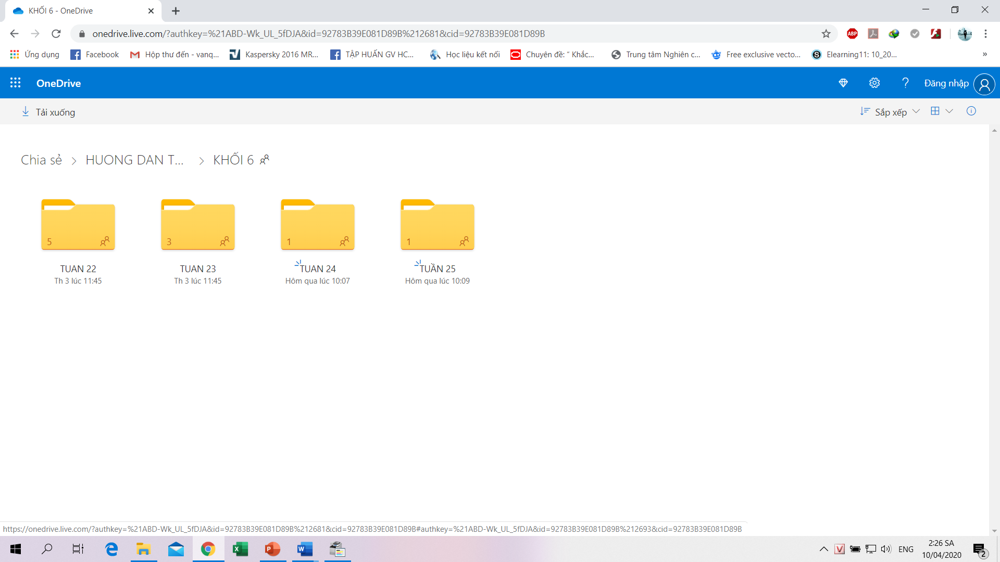 KHỐI 6 - OneDrive
onedrive.live.com/?authkey=%21ABD-Wk_UL_5fDJA&id=92783B39E081D89B%212681&cid=92783B39E081D89B
ABP
Ứng dụng Facebook Hộp thư đến - vanq... Kaspersky 2016 MR... TẬP HUẤN GV HC... Học liệu kết nối Chuyên đề: “ Khắc... Trung tâm Nghiên c... Free exclusive vecto... Elearning11: 10_20... »
OneDrive ? Đăng nhập
Tải xuống Sắp xếp
Chia sẻ > HUONG DAN T... > KHỐI 6
5 3 1 1
TUAN 22 TUAN 23 TUAN 24 TUẦN 25
Th 3 lúc 11:45 Th 3 lúc 11:45 Hôm qua lúc 10:07 Hôm qua lúc 10:09
https://onedrive.live.com/?authkey=%21ABD-Wk_UL_5fDJA&id=92783B39E081D89B%212681&cid=92783B39E081D89B#authkey=%21ABD-Wk_UL_5fDJA&id=92783B39E081D89B%212693&cid=92783B39E081D89B
V ENG 2:26 SA
10/04/2020 2